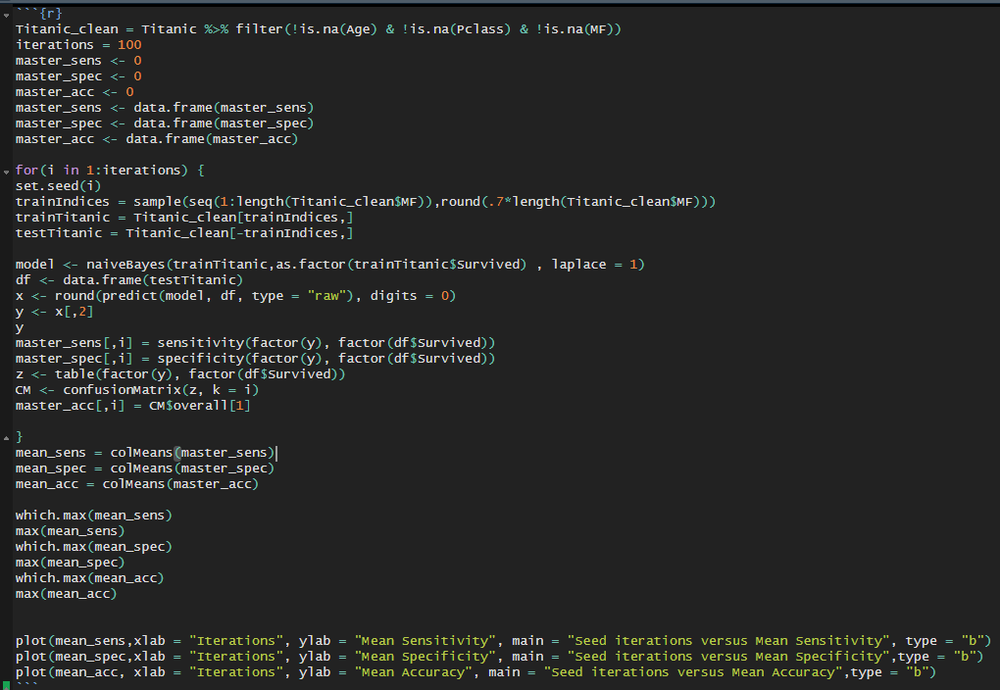 ```{r}
Titanic_clean = Titanic %>% filter(!is.na(Age) & !is.na(Pclass) & !is.na(MF))
iterations = 100
master_sens <- 0
master_spec <- 0
master_acc <- 0
master_sens <- data.frame(master_sens)
master_spec <- data.frame(master_spec)
master_acc <- data.frame(master_acc)
for(i in 1:iterations) {
set.seed(i)
trainIndices = sample(seq(1:length(Titanic_clean$MF)),round(.7*length(Titanic_clean$MF)))
trainTitanic = Titanic_clean[trainIndices,]
testTitanic = Titanic_clean[-trainIndices,]
model <- naiveBayes(trainTitanic,as.factor(trainTitanic$Survived) , laplace = 1)
df <- data.frame(testTitanic)
x <- round(predict(model, df, type = "raw"), digits = 0)
y <- x[,2]
y
master_sens[,i] = sensitivity(factor(y), factor(df$Survived))
master_spec[,i] = specificity(factor(y), factor(df$Survived))
z <- table(factor(y), factor(df$Survived))
CM <- confusionMatrix(z, k = i)
master_acc[,i] = CM$overall[1]
}
mean_sens = colMeans(master_sens)
mean_spec = colMeans(master_spec)
mean_acc = colMeans(master_acc)
which.max(mean_sens)
max(mean_sens)
which.max(mean_spec)
max(mean_spec)
which.max(mean_acc)
max(mean_acc)
plot(mean_sens,xlab = "Iterations", ylab = "Mean Sensitivity", main = "Seed iterations versus Mean Sensitivity", type = "b")
plot(mean_spec,xlab = "Iterations", ylab = "Mean Specificity", main = "Seed iterations versus Mean Specificity",type = "b")
plot(mean_acc, xlab = "Iterations", ylab = "Mean Accuracy", main = "Seed iterations versus Mean Accuracy",type = "b")
```